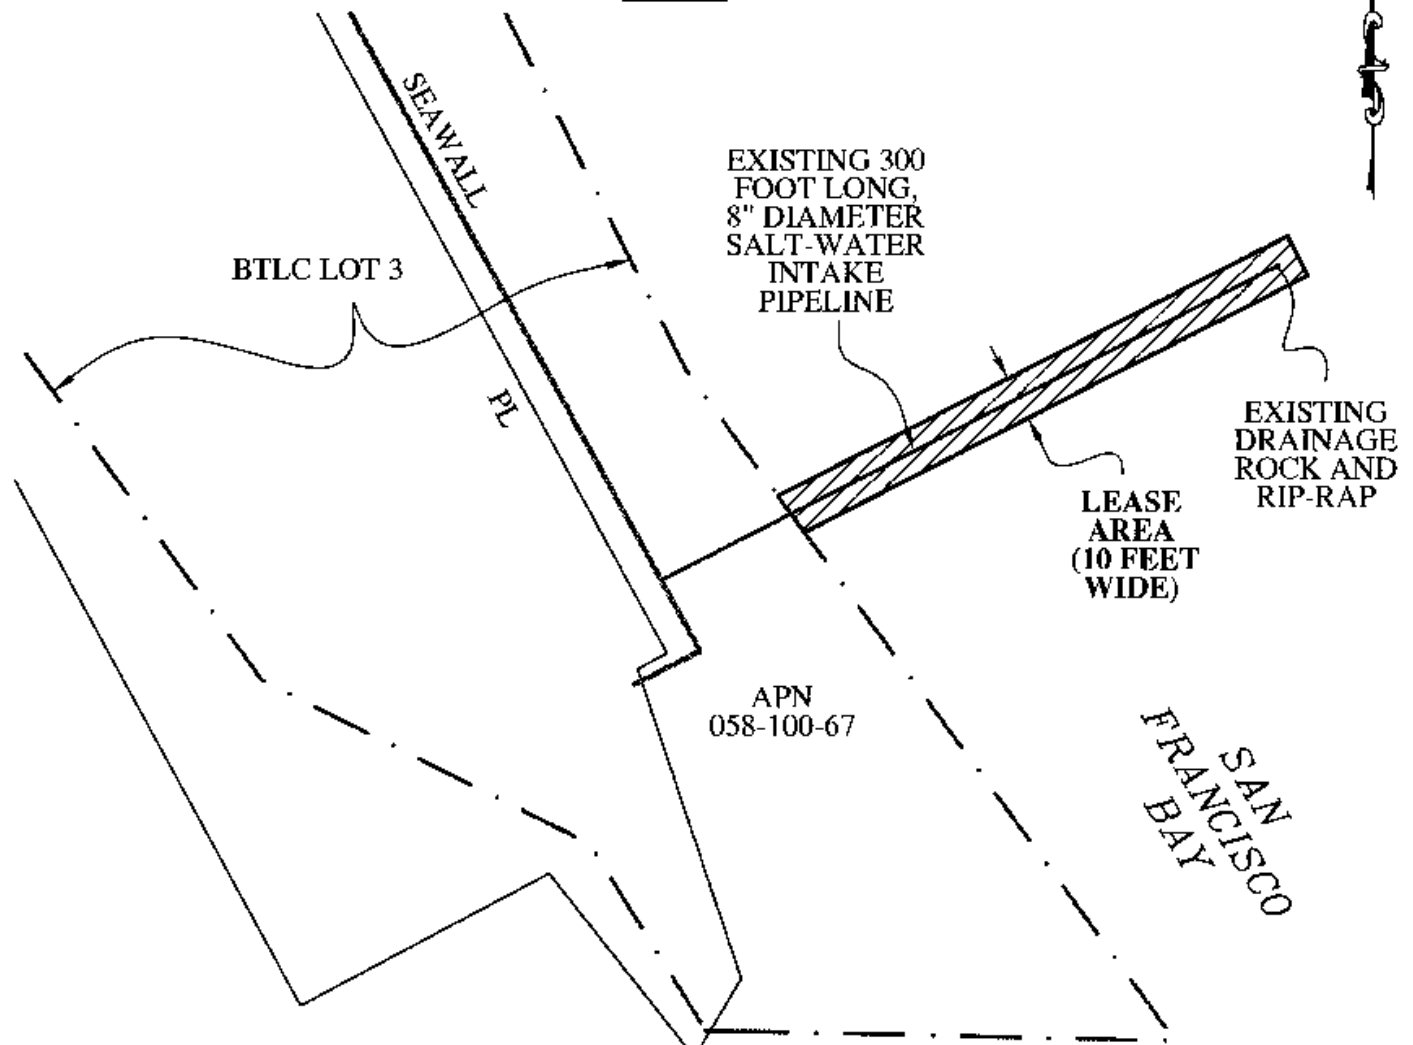 SEAWALL
EXISTING 300
FOOT LONG,
8" DIAMETER
SALT-WATER
INTAKE
PIPELINE
BTLC LOT 3
PL
EXISTING
DRAINAGE
ROCK AND
RIP-RAP
LEASE
AREA
(10 FEET
WIDE)
APN
058-100-67
SAN
FRANCISCO
BAY